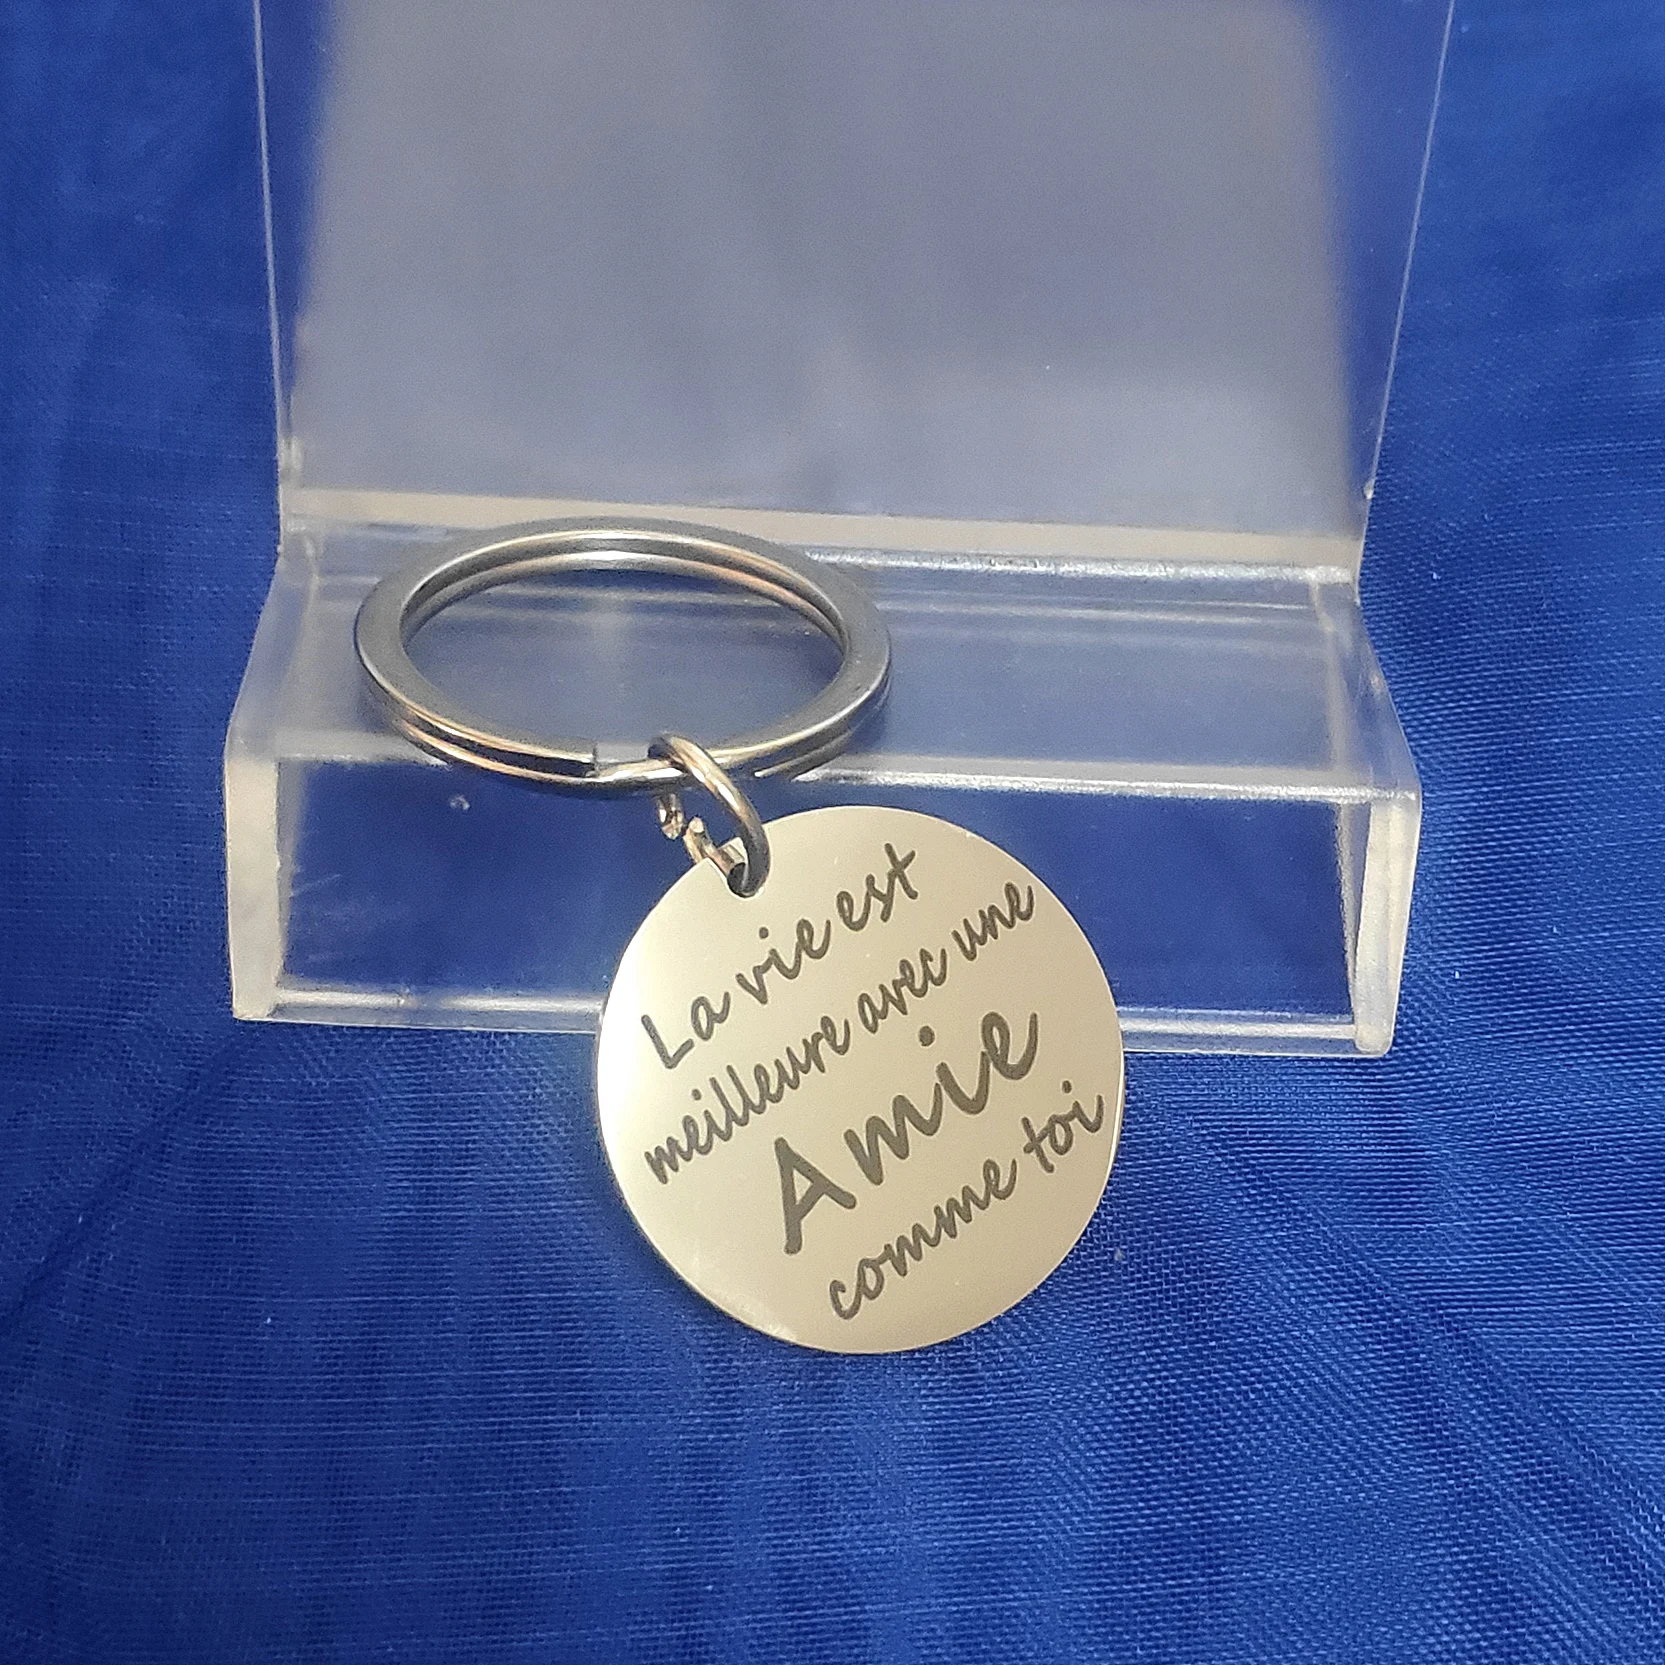 La vie est
meilleure avec une
Amie
comme toi